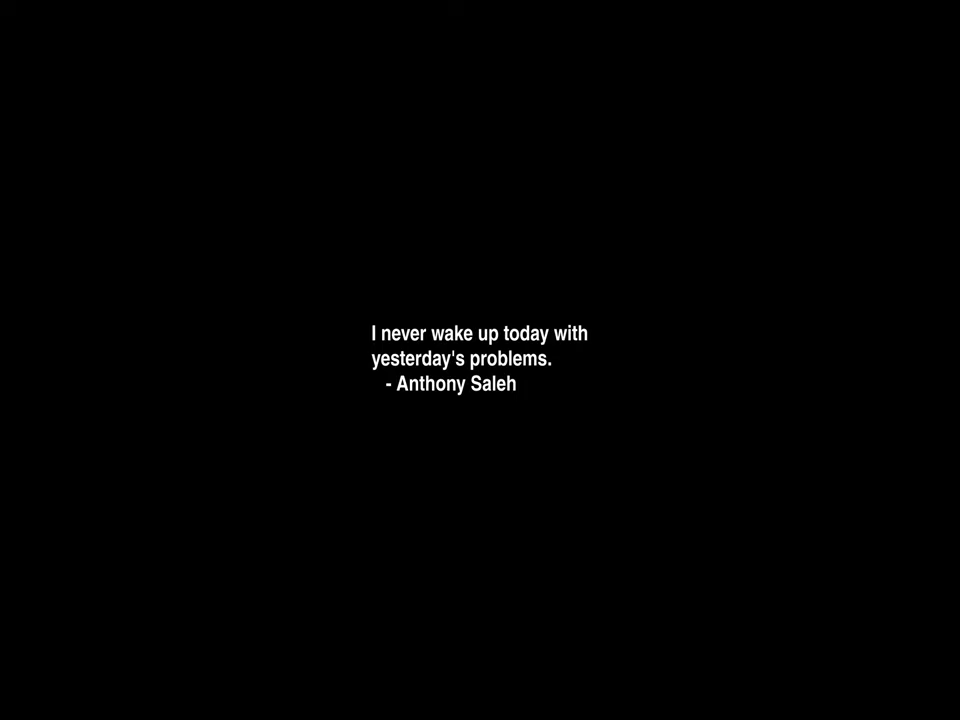 I never wake up today with
yesterday's problems.
- Anthony Saleh